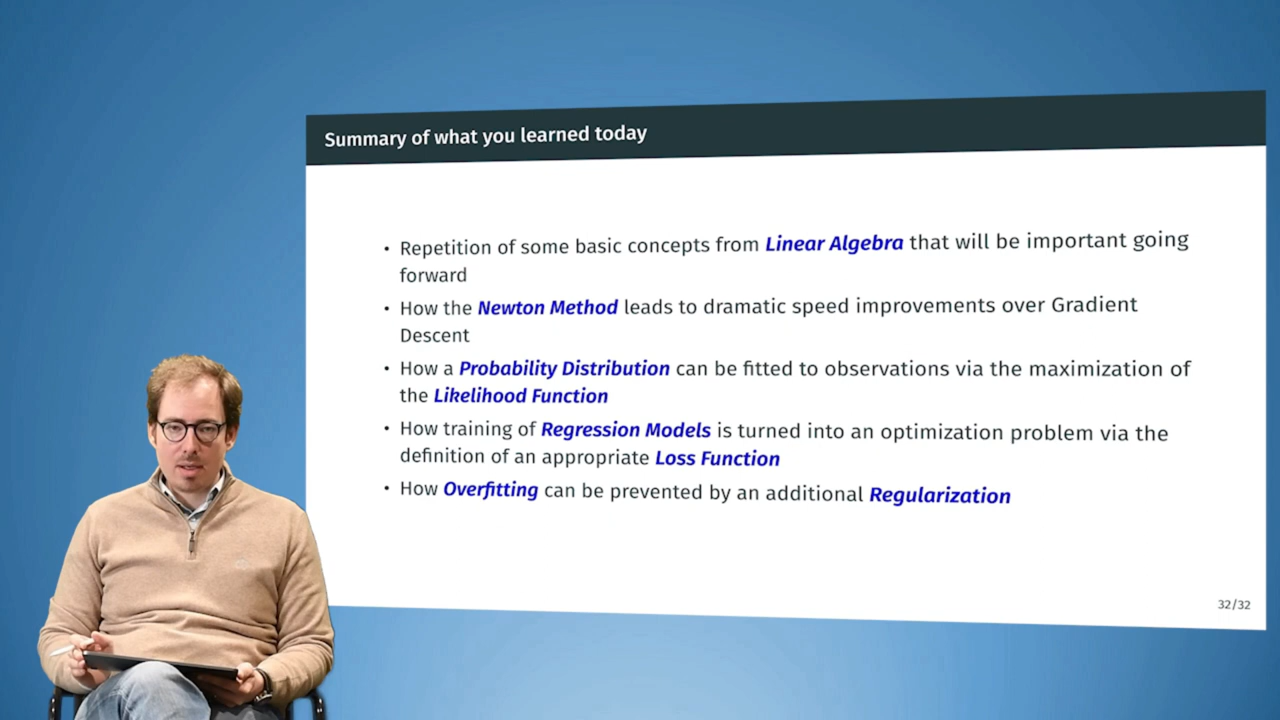 Summary of what you learned today
• Repetition of some basic concepts from Linear Algebra that will be important going
forward
• How the Newton Method leads to dramatic speed improvements over Gradient
Descent
• How a Probability Distribution can be fitted to observations via the maximization of
the Likelihood Function
• How training of Regression Models is turned into an optimization problem via the
definition of an appropriate Loss Function
• How Overfitting can be prevented by an additional Regularization
32/32